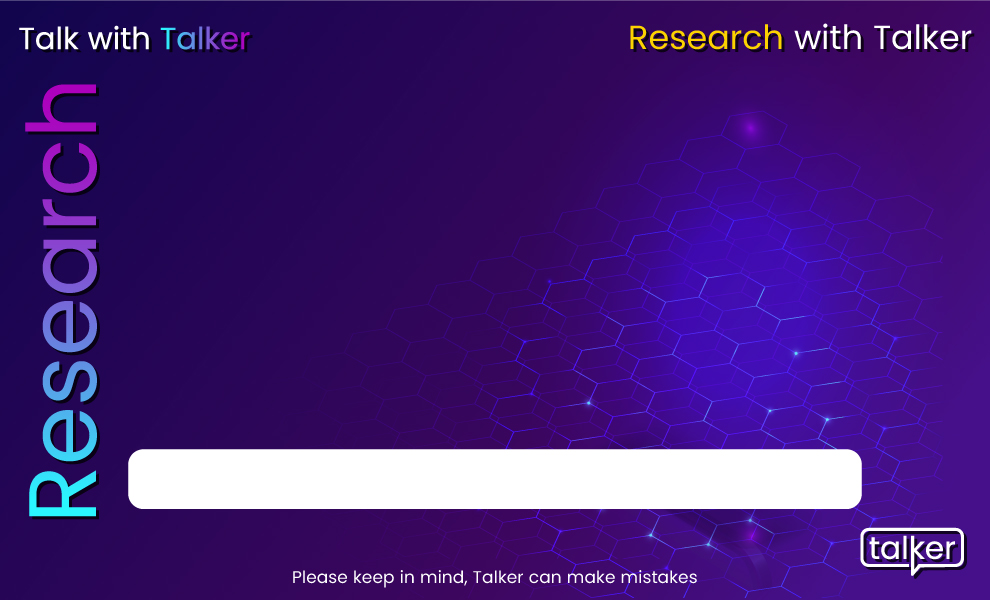 Talk with Talker
Research with Talker
Research
Please keep in mind, Talker can make mistakes
talker